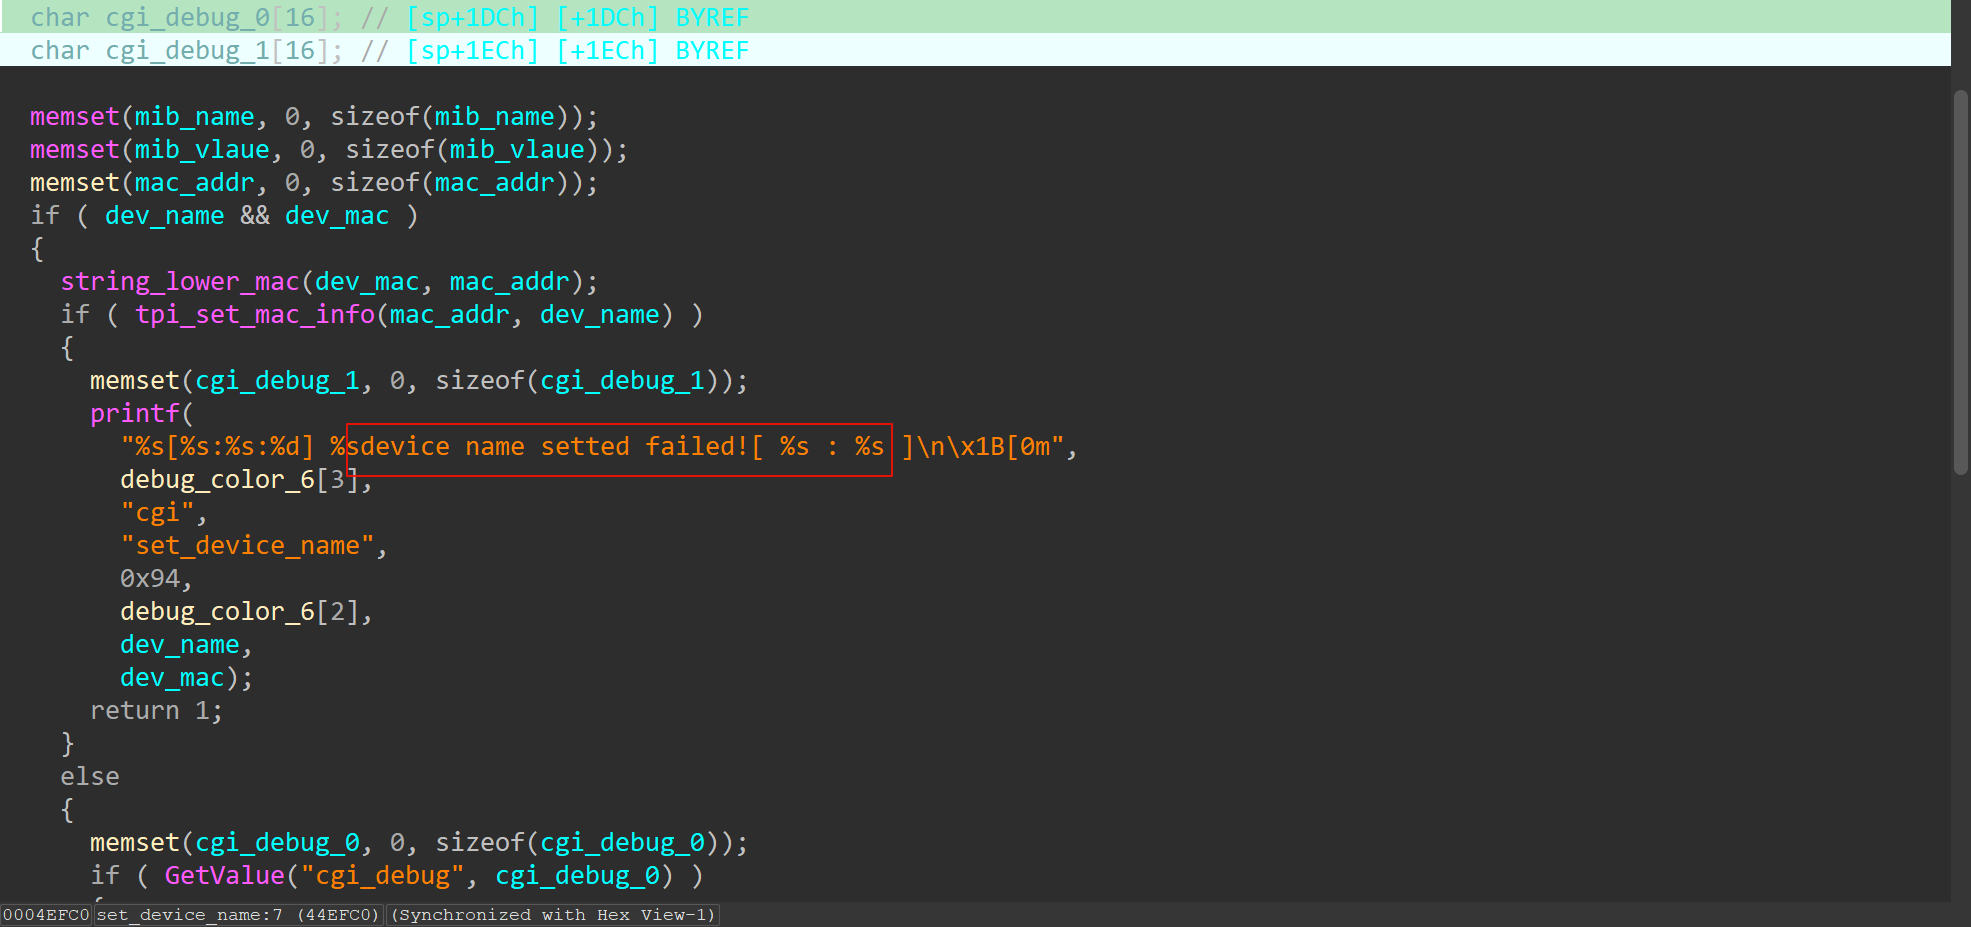 char cgi_debug_0[16]; // [sp+1DCh] [+1DCh] BYREF
char cgi_debug_1[16]; // [sp+1ECh] [+1ECh] BYREF
memset(mib_name, 0, sizeof(mib_name));
memset(mib_vlaue, 0, sizeof(mib_vlaue));
memset(mac_addr, 0, sizeof(mac_addr));
if ( dev_name && dev_mac )
{
string_lower_mac(dev_mac, mac_addr);
if ( tpi_set_mac_info(mac_addr, dev_name) )
{
memset(cgi_debug_1, 0, sizeof(cgi_debug_1));
printf(
"%s[%s:%s:%d] %sdevice name setted failed![ %s : %s ]\n\x1B[0m",
debug_color_6[3],
"cgi",
"set_device_name",
0x94,
debug_color_6[2],
dev_name,
dev_mac);
return 1;
}
else
{
memset(cgi_debug_0, 0, sizeof(cgi_debug_0));
if ( GetValue("cgi_debug", cgi_debug_0) )
0004EFC0 set_device_name:7 (44EFC0) (Synchronized with Hex View-1)